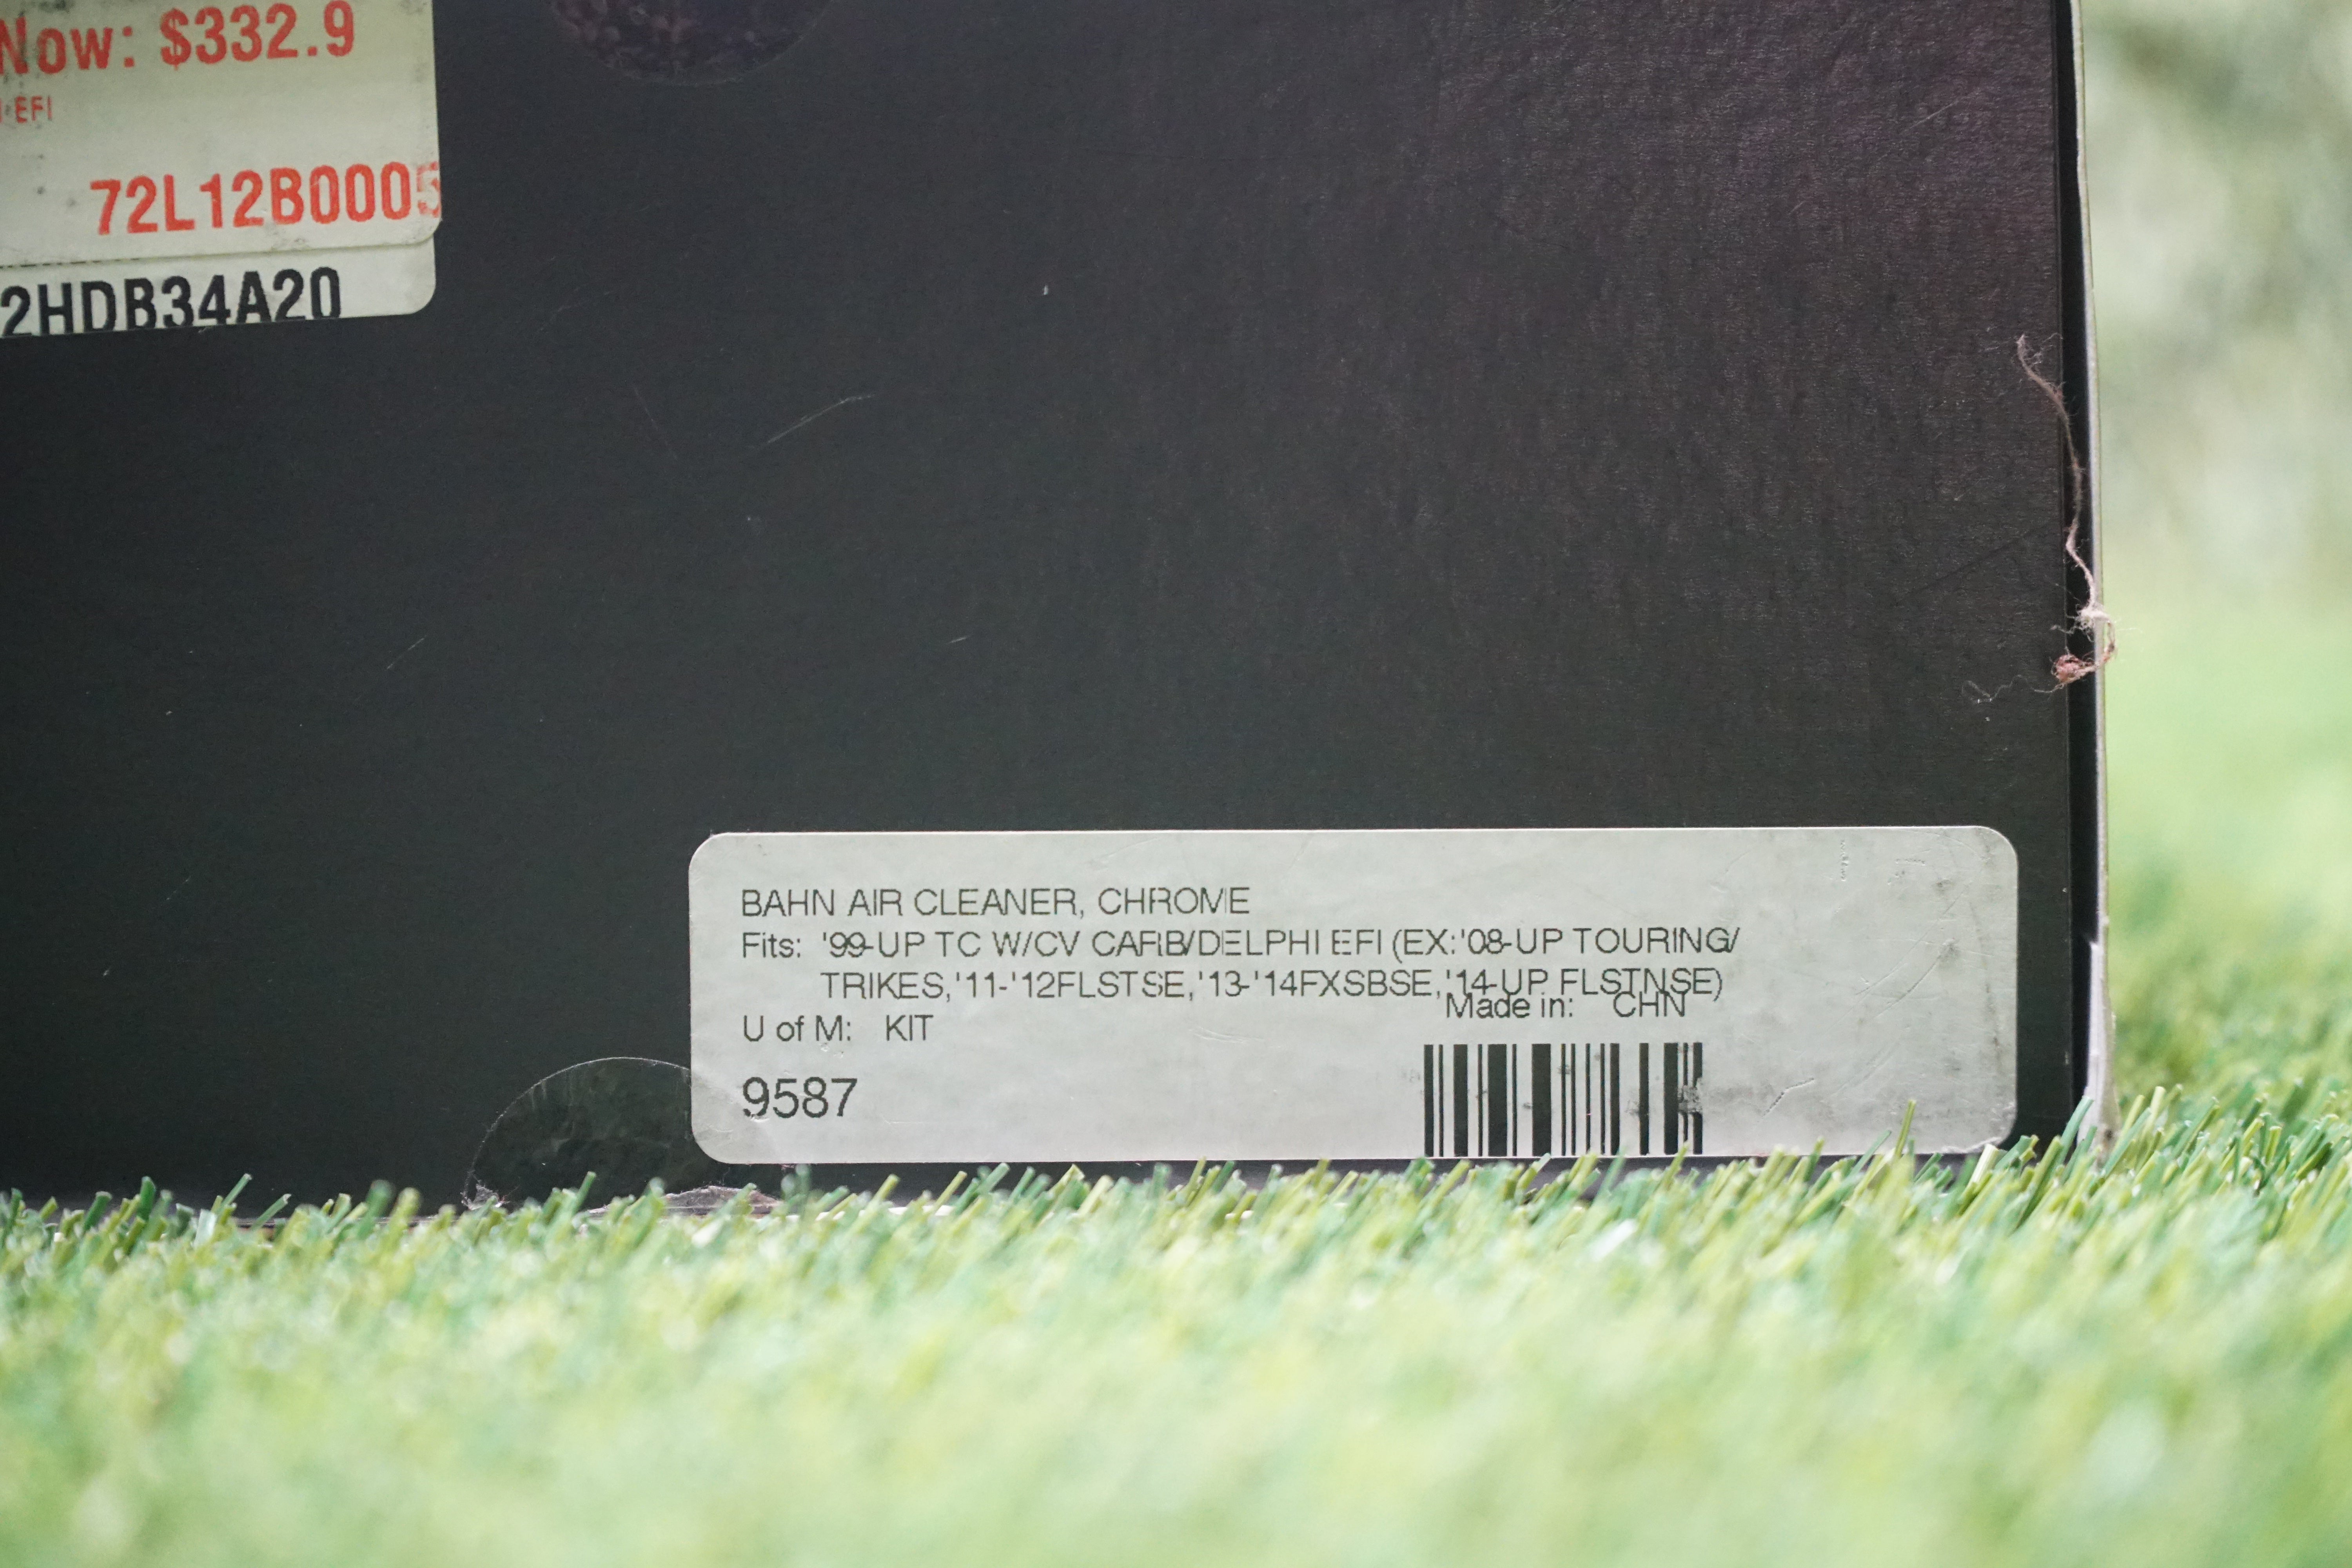 Now: $332.9
EFI
72L12B0005
2HDB34A20
BAHN AIR CLEANER, CHROME
Fits: '99-UP TC W/CV CARB/DELPHI EFI (EX:'08-UP TOURING/
TRIKES,'11-'12FLSTSE,'13-'14FXSBSE,'14-UP FLSTNSE)
Made in: CHN
U of M: KIT
9587